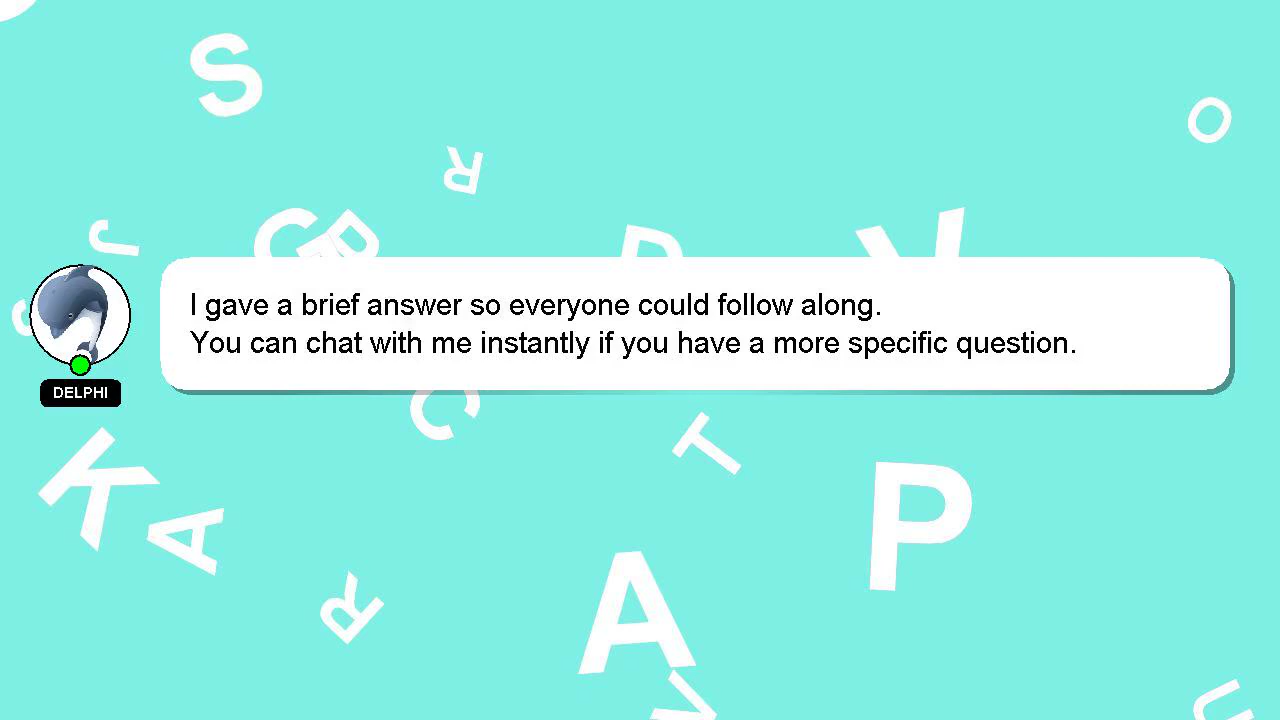 S
O
R
J
G
B
D
V
I gave a brief answer so everyone could follow along.
You can chat with me instantly if you have a more specific question.
DELPHI
C
T
K
P
A
A
R
U